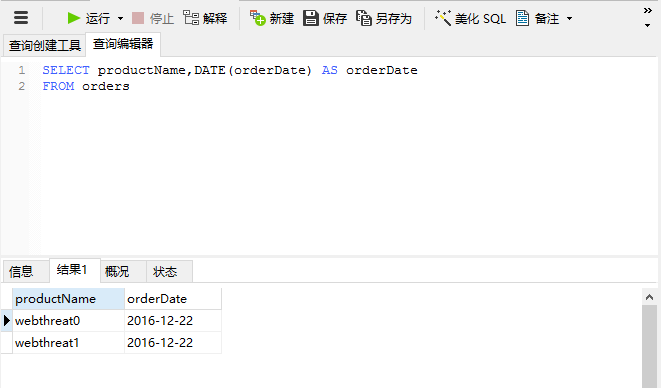 运行 停止 解释 新建 保存 另存为 美化 SQL 备注
查询创建工具 查询编辑器
1 SELECT productName,DATE(orderDate) AS orderDate
2 FROM orders
信息 结果1 概况 状态
productName orderDate
webthreat0 2016-12-22
webthreat1 2016-12-22